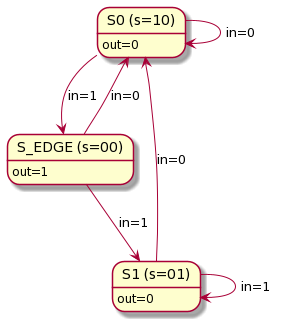 S0 (s=10)
out=0
in=0
in=1
in=0
S_EDGE (s=00)
out=1
in=0
in=1
S1 (s=01)
out=0
in=1